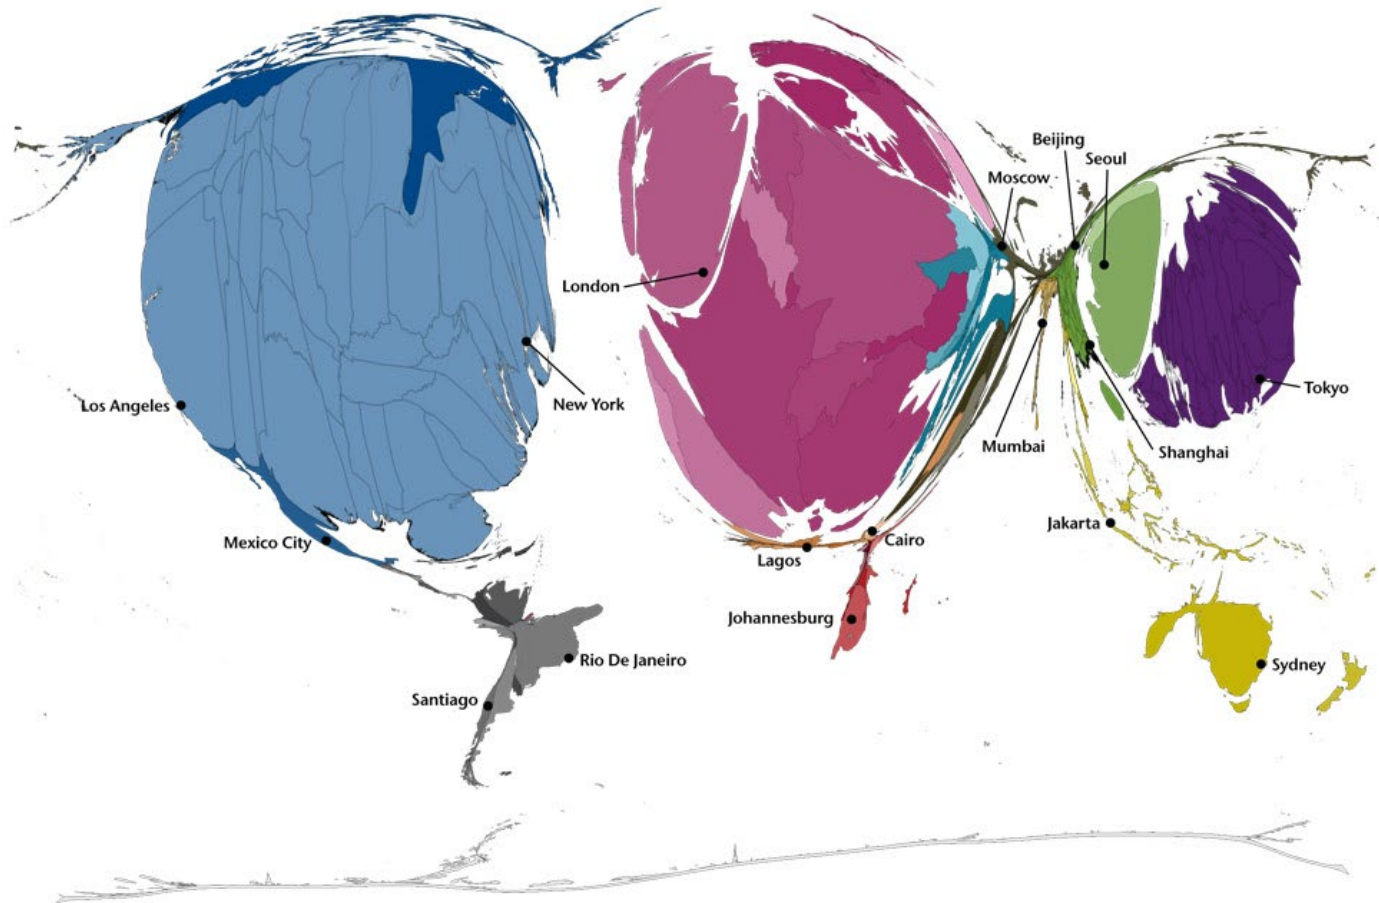 Beijing
Seoul
Moscow
London
Los Angeles
New York
Tokyo
Mumbai
Shanghai
Mexico City
Lagos
Cairo
Jakarta
Johannesburg
Rio De Janeiro
Sydney
Santiago